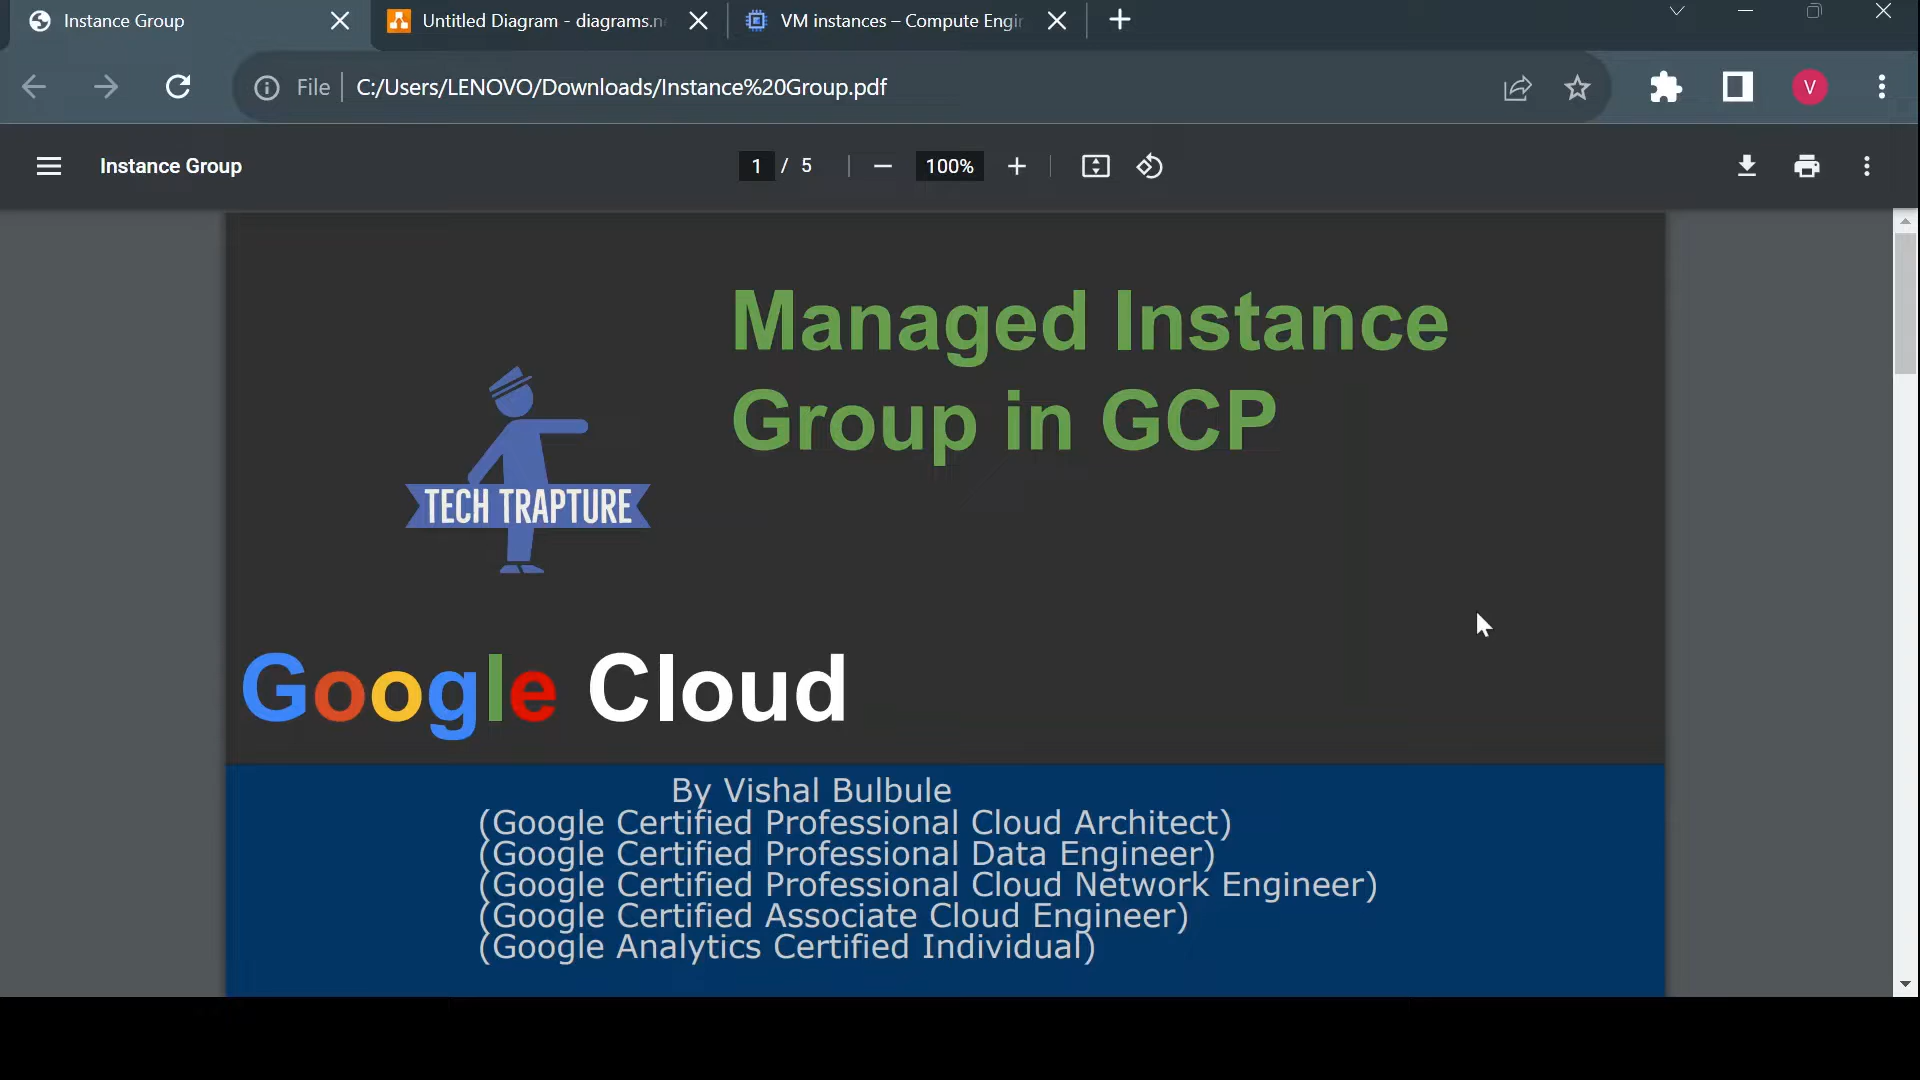 Instance Group
Untitled Diagram - diagrams.n
VM instances – Compute Engi
V
File
C:/Users/LENOVO/Downloads/Instance%20Group.pdf
Instance Group
1 / 5
100%
Managed Instance
Group in GCP
TECH TRAPTURE
Google Cloud
By Vishal Bulbule
(Google Certified Professional Cloud Architect)
(Google Certified Professional Data Engineer)
(Google Certified Professional Cloud Network Engineer)
(Google Certified Associate Cloud Engineer)
(Google Analytics Certified Individual)